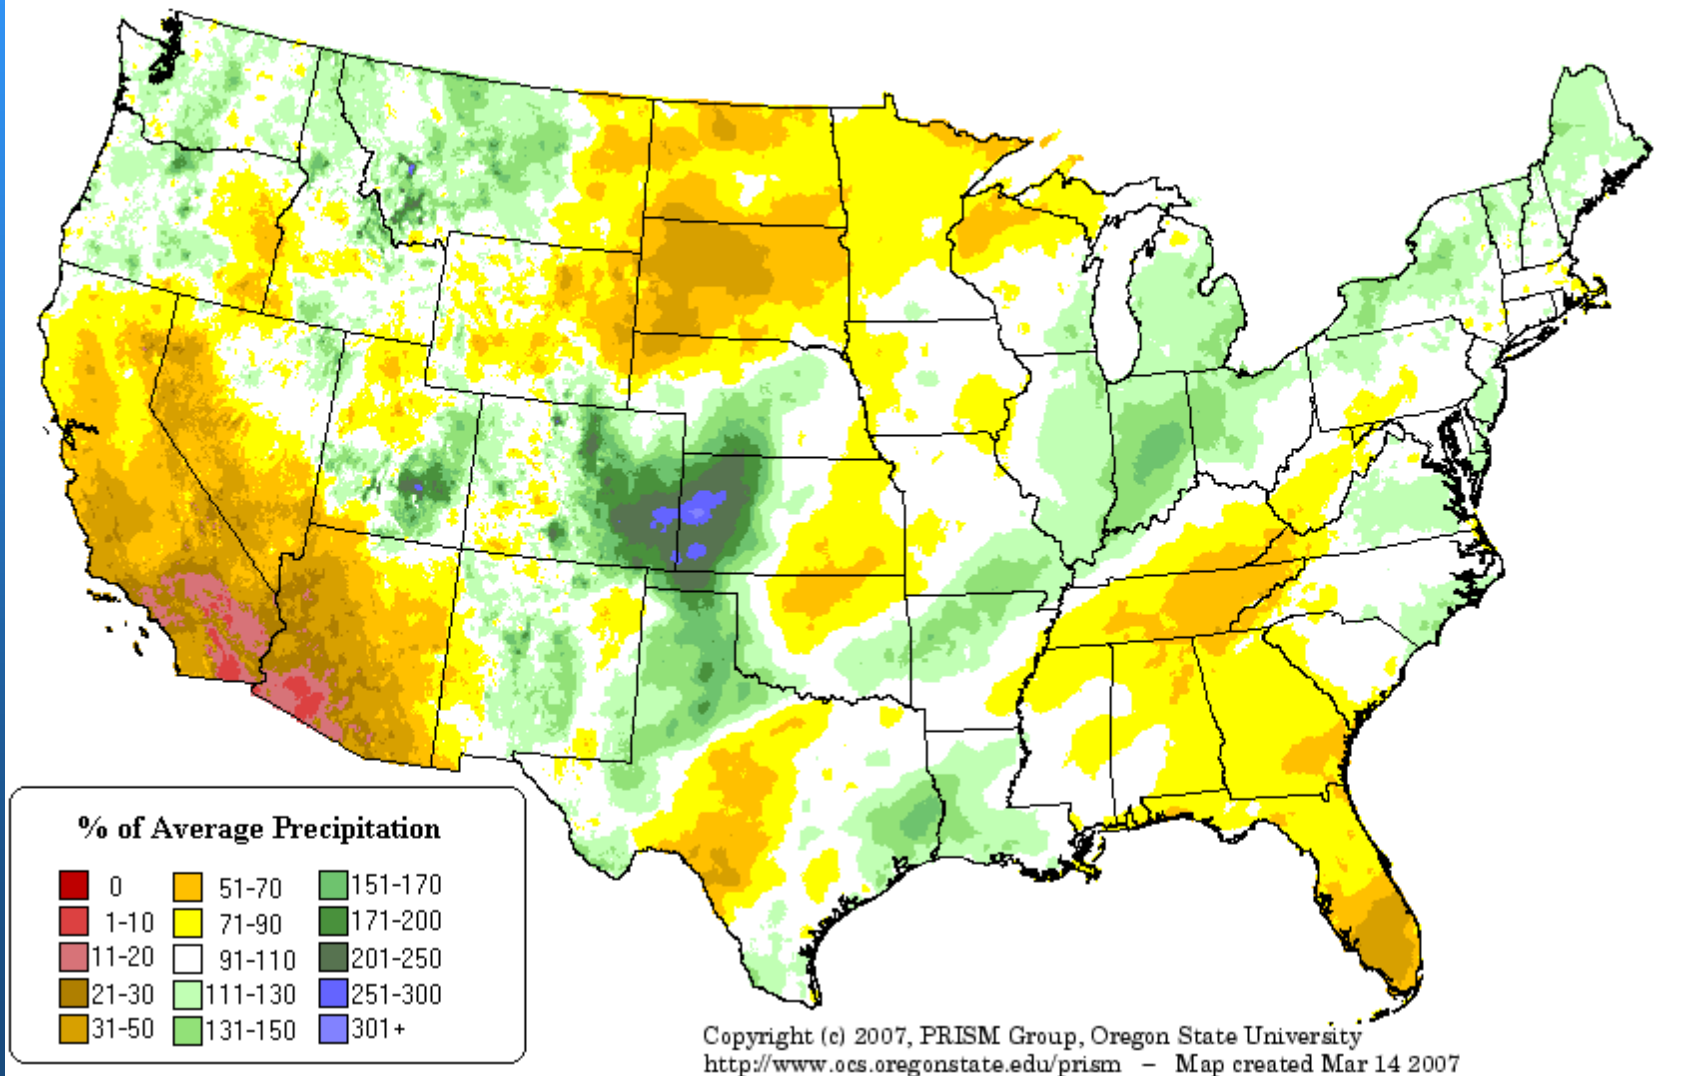 % of Average Precipitation
0 51-70 151-170
1-10 71-90 171-200
11-20 91-110 201-250
21-30 111-130 251-300
31-50 131-150 301+
Copyright (c) 2007, PRISM Group, Oregon State University
http://www.ocs.oregonstate.edu/prism – Map created Mar 14 2007